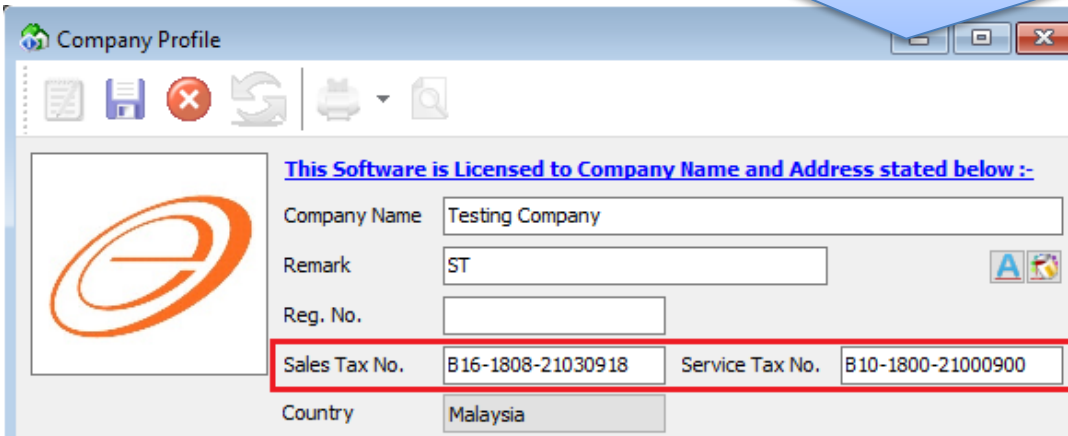 Company Profile
This Software is Licensed to Company Name and Address stated below :-
Company Name Testing Company
Remark ST
A
Reg. No.
Sales Tax No. B16-1808-21030918 Service Tax No. B10-1800-21000900
Country Malaysia